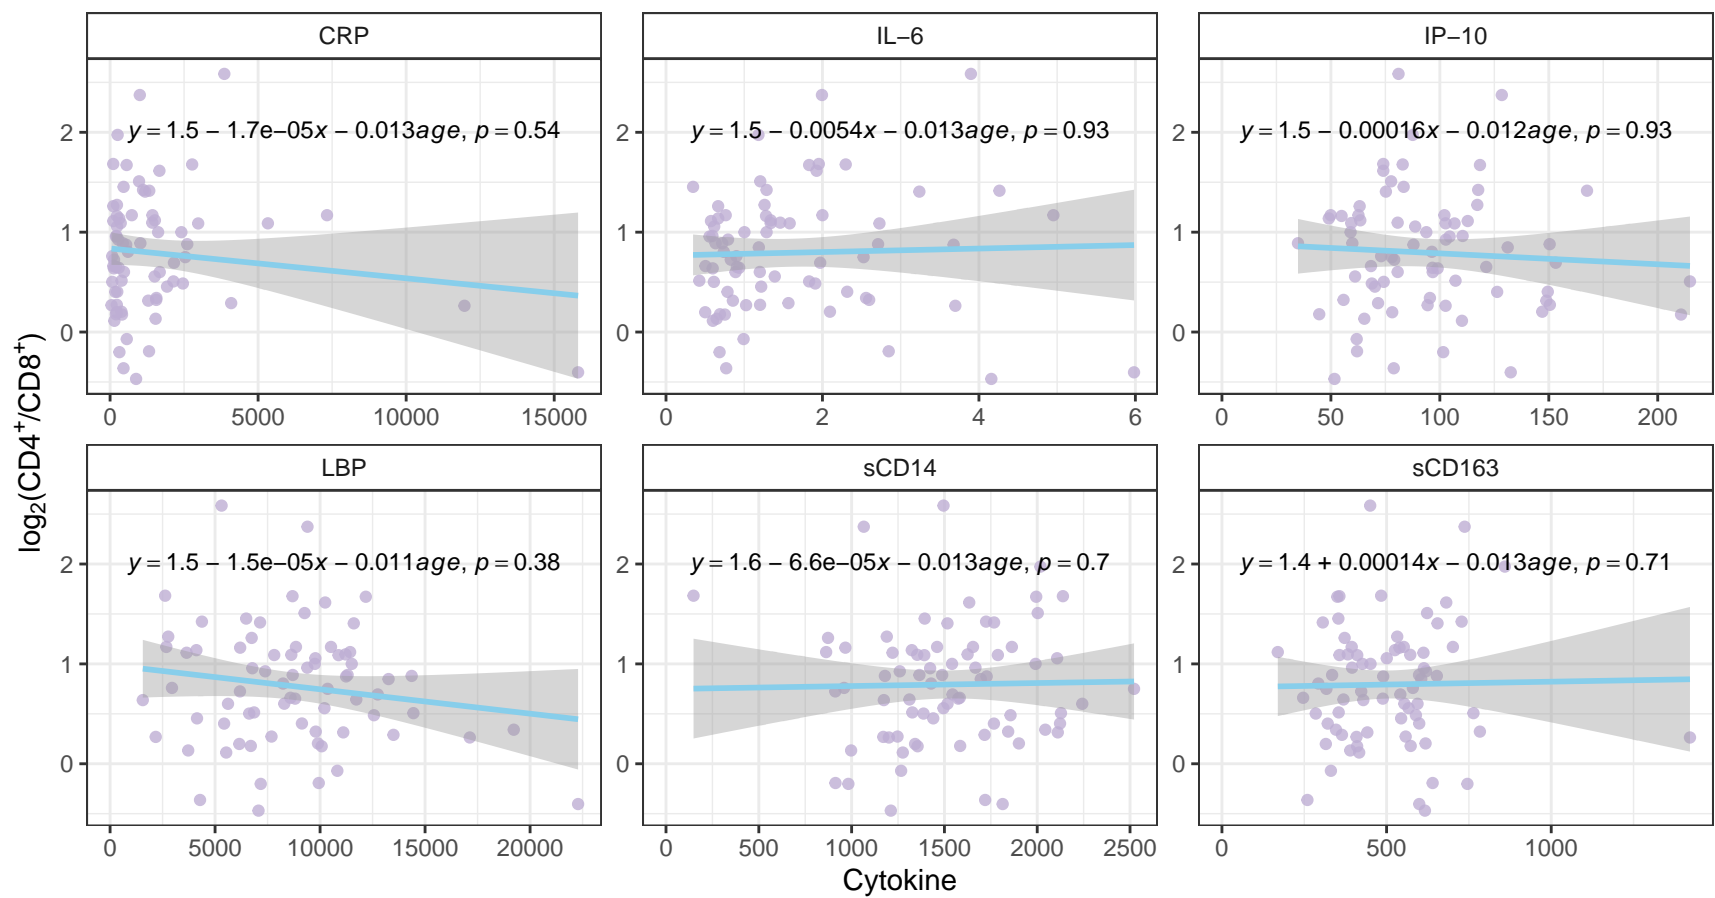 CRP
IL−6
IP−10
y = 1.5 − 1.7e−05x − 0.013age, p = 0.54
y = 1.5 − 0.0054x − 0.013age, p = 0.93
y = 1.5 − 0.00016x − 0.012age, p = 0.93
2
1
0
2
1
0
2
1
0
0 5000 10000 15000
0 2 4 6
0 50 100 150 200
LBP
sCD14
sCD163
y = 1.5 − 1.5e−05x − 0.011age, p = 0.38
y = 1.6 − 6.6e−05x − 0.013age, p = 0.7
y = 1.4 + 0.00014x − 0.013age, p = 0.71
2
1
0
2
1
0
2
1
0
0 5000 10000 15000 20000
0 500 1000 1500 2000 2500
0 500 1000
Cytokine
log₂(CD4⁺/CD8⁺)